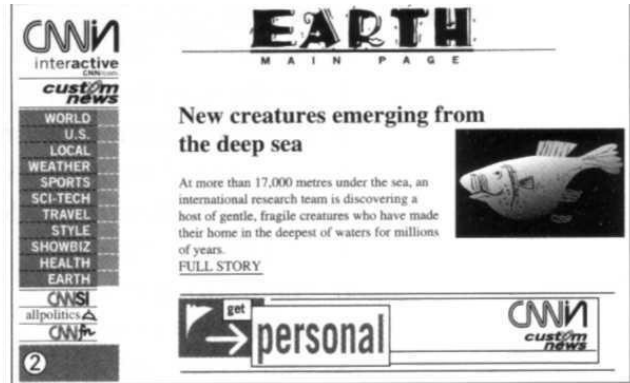 CNNin
interactive
CNN.com
custom
news
WORLD
U.S.
LOCAL
WEATHER
SPORTS
SCI-TECH
TRAVEL
STYLE
SHOWBIZ
HEALTH
EARTH
CNNSI
allpolitics
CNNfn
2
EARTH
MAIN PAGE
New creatures emerging from
the deep sea
At more than 17,000 metres under the sea, an
international research team is discovering a
host of gentle, fragile creatures who have made
their home in the deepest of waters for millions
of years.
FULL STORY
get
personal
CNNin
custom
news